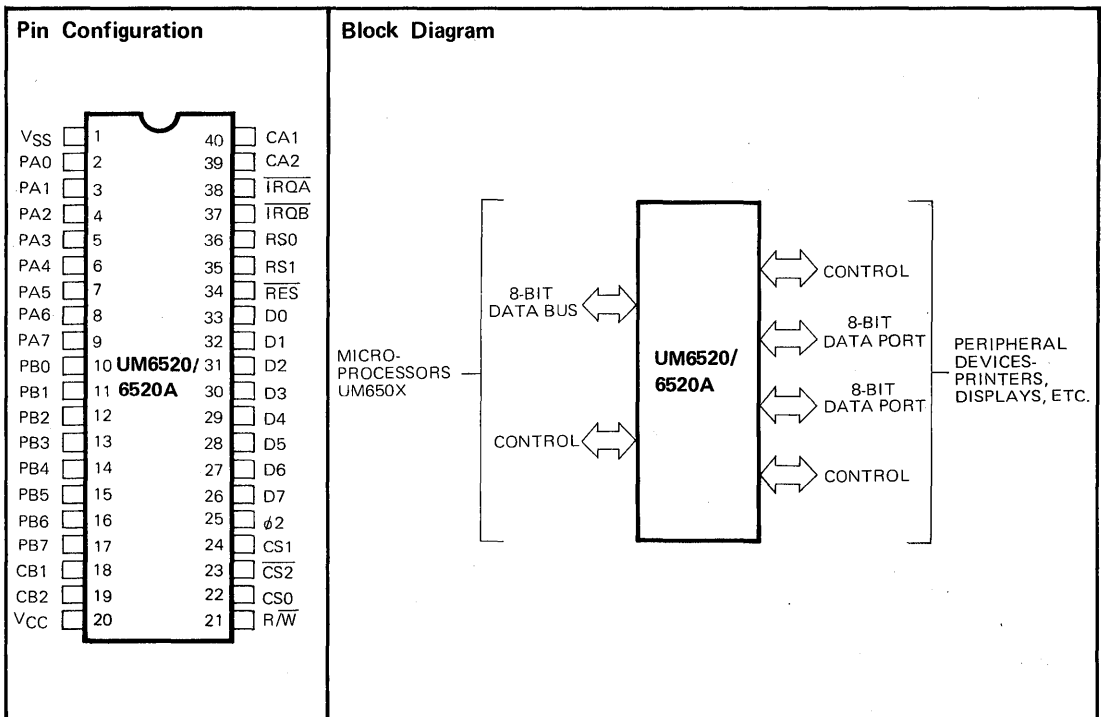 Pin Configuration
VSS 1 40 CA1
PA0 2 39 CA2
PA1 3 38 IRQA
PA2 4 37 IRQB
PA3 5 36 RS0
PA4 6 35 RS1
PA5 7 34 RES
PA6 8 33 D0
PA7 9 32 D1
PB0 10 UM6520/ 31 D2
PB1 11 6520A 30 D3
PB2 12 29 D4
PB3 13 28 D5
PB4 14 27 D6
PB5 15 26 D7
PB6 16 25 ϕ2
PB7 17 24 CS1
CB1 18 23 CS2
CB2 19 22 CS0
VCC 20 21 R/W
Block Diagram
MICRO-
PROCESSORS
UM650X
8-BIT
DATA BUS
CONTROL
UM6520/
6520A
CONTROL
8-BIT
DATA PORT
8-BIT
DATA PORT
CONTROL
PERIPHERAL
DEVICES-
PRINTERS,
DISPLAYS, ETC.